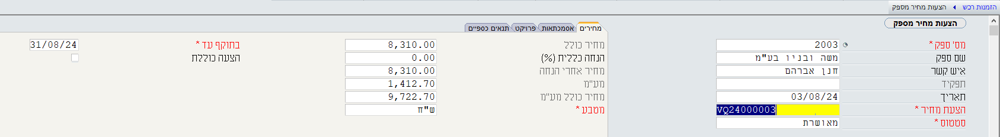 הזמנות רכש הצעות מחיר מספק
הצעות מחיר מספק
מס' ספק * 2003
שם ספק משה ובניו בע"מ
איש קשר חנן אברהם
תפקיד
תאריך 03/08/24
הצעת מחיר * VQ24000003
סטטוס * מאושרת
מחירים אסמכתאות פרויקט תנאים כספיים
מחיר כולל 8,310.00
הנחה כללית (%) 0.00
מחיר אחרי הנחה 8,310.00
מע"מ 1,412.70
מחיר כולל מע"מ 9,722.70
מטבע * ש"ח
בתוקף עד * 31/08/24
הצעה כוללת